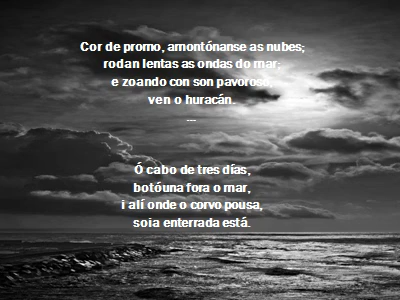 Cor de promo, amontónanse as nubes;
rodan lentas as ondas do mar;
e zoando con son pavoroso,
ven o huracán.
---
Ó cabo de tres días,
botóuna fora o mar,
i alí onde o corvo pousa,
soia enterrada está.